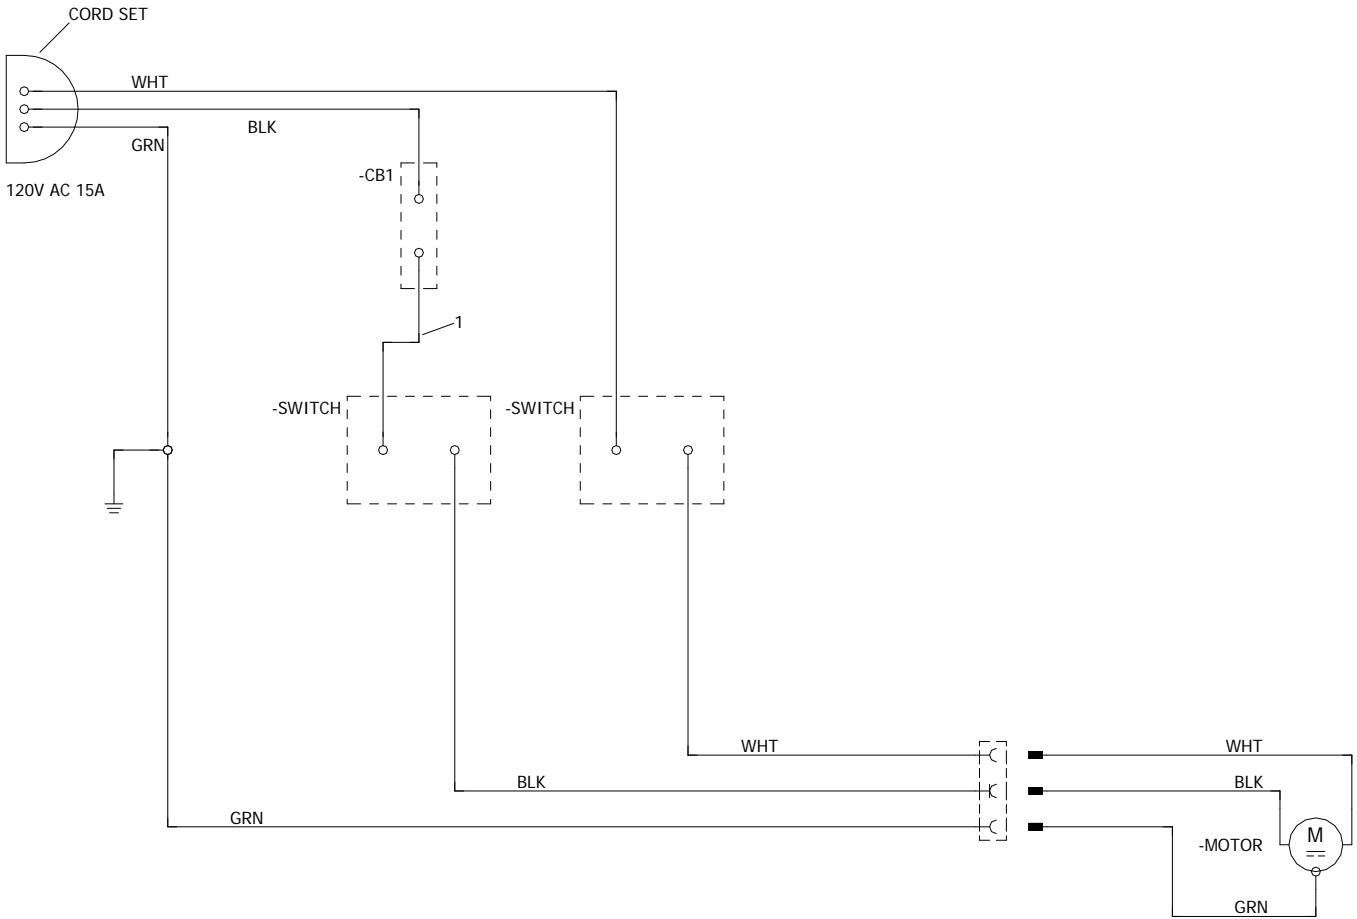 CORD SET
WHT
BLK
GRN
-CB1
120V AC 15A
1
-SWITCH
-SWITCH
WHT
WHT
BLK
BLK
GRN
M
-MOTOR
GRN